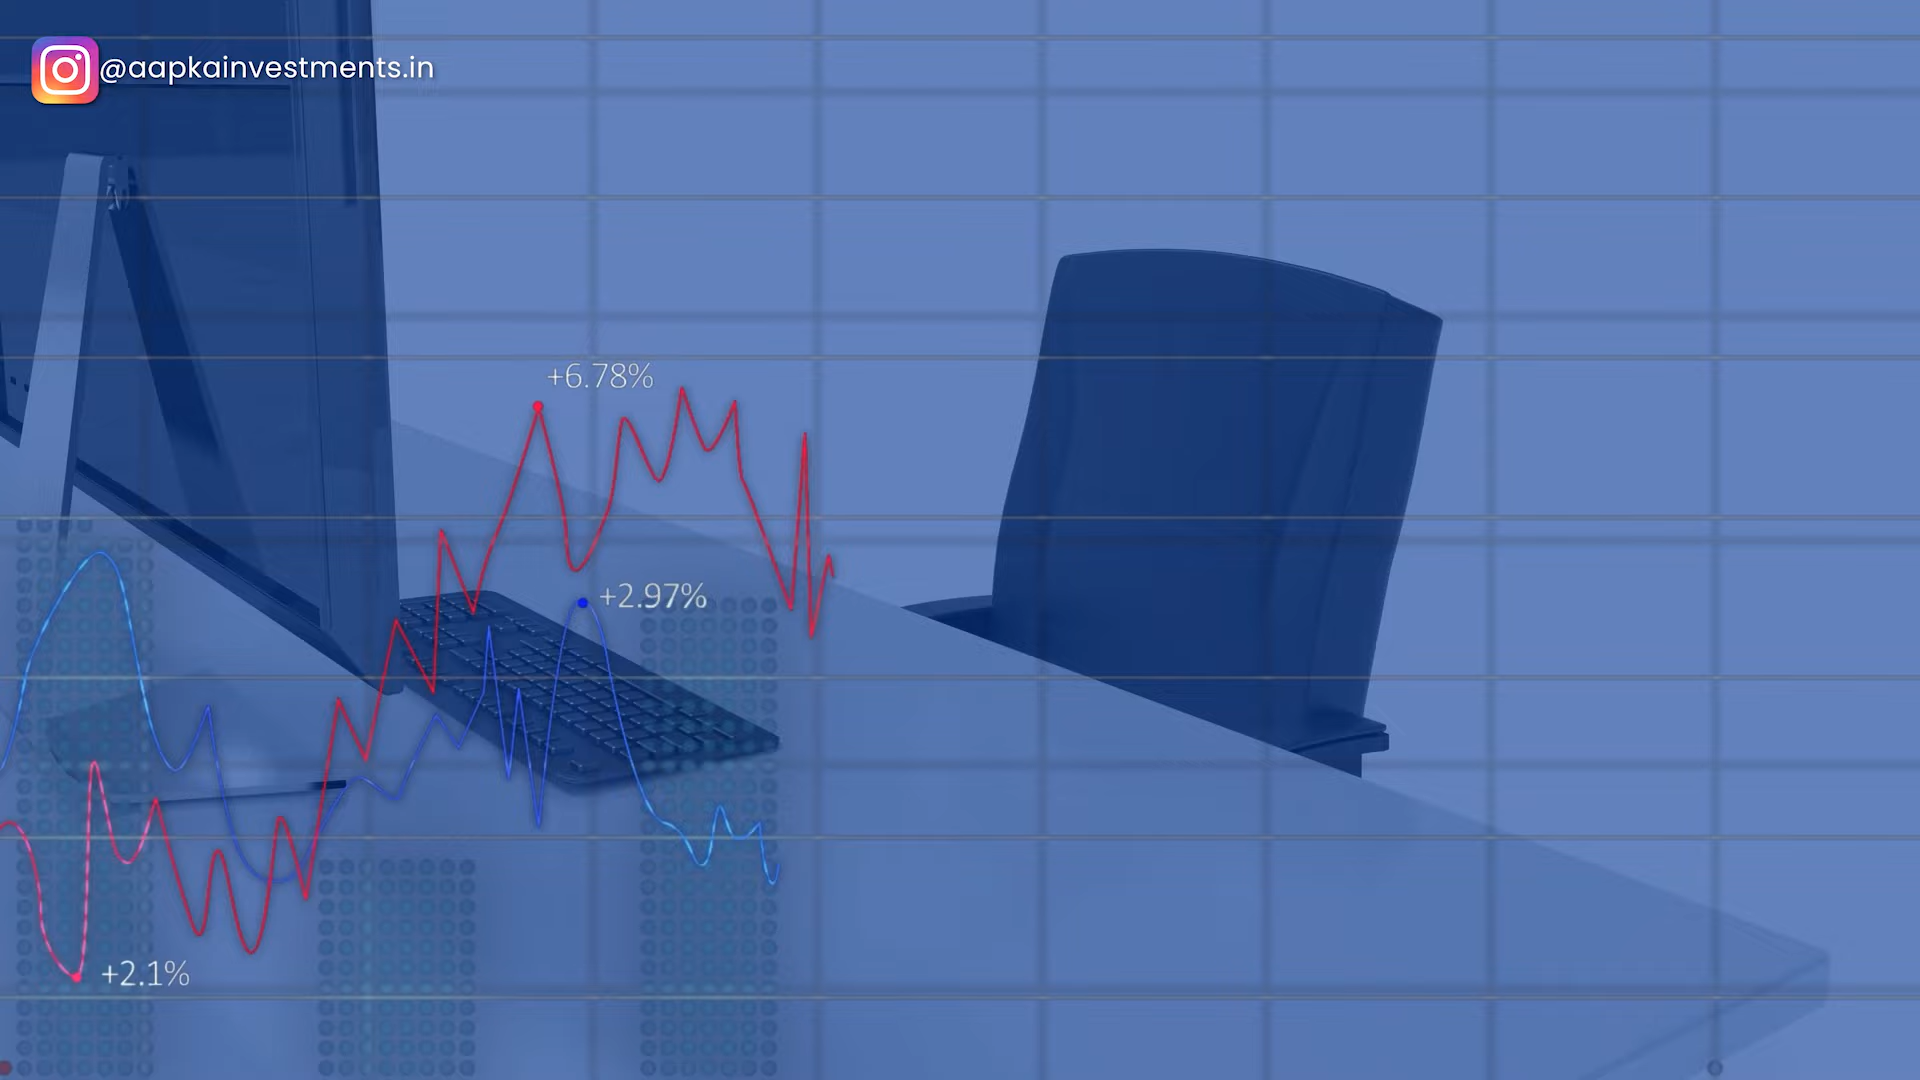 @aapkainvestments.in
+6.78%
+2.97%
+2.1%